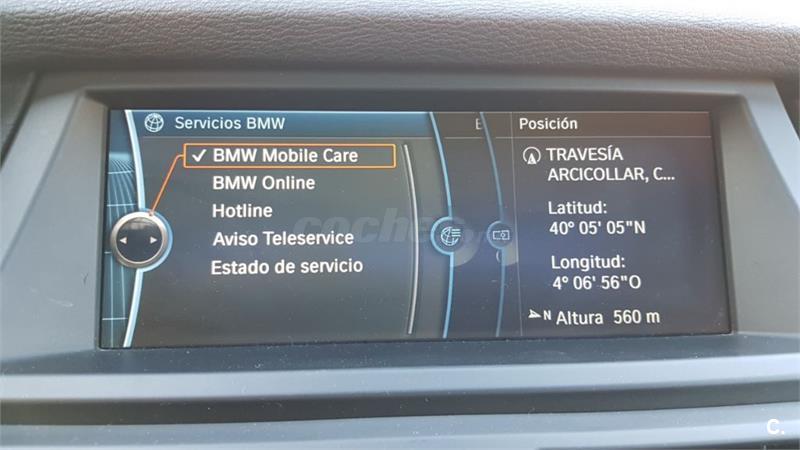 Servicios BMW
✓ BMW Mobile Care
BMW Online
Hotline
Aviso Teleservice
Estado de servicio
Posición
TRAVESÍA
ARCICOLLAR, C...
Latitud:
40° 05' 05"N
Longitud:
4° 06' 56"O
N Altura 560 m
coches
C.